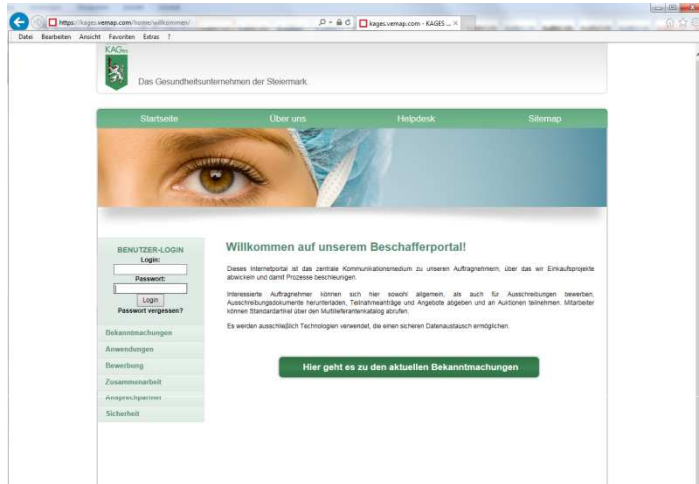 https://kages.vemap.com/home/willkommen/
kages.vemap.com - KAGES ...
Datei Bearbeiten Ansicht Favoriten Extras ?
KAGes
Das Gesundheitsunternehmen der Steiermark
Startseite Über uns Helpdesk Sitemap
BENUTZER-LOGIN
Login:
Passwort:
Login
Passwort vergessen?
Bekanntmachungen
Anwendungen
Bewerbung
Zusammenarbeit
Ansprechpartner
Sicherheit
Willkommen auf unserem Beschafferportal!
Dieses Internetportal ist das zentrale Kommunikationsmedium zu unseren Auftragnehmern, über das wir Einkaufsprojekte
abwickeln und damit Prozesse beschleunigen.
Interessierte Auftragnehmer können sich hier sowohl allgemein, als auch für Ausschreibungen bewerben,
Ausschreibungsdokumente herunterladen, Teilnahmeanträge und Angebote abgeben und an Auktionen teilnehmen. Mitarbeiter
können Standardartikel über den Multilieferantenkatalog abrufen.
Es werden ausschließlich Technologien verwendet, die einen sicheren Datenaustausch ermöglichen.
Hier geht es zu den aktuellen Bekanntmachungen